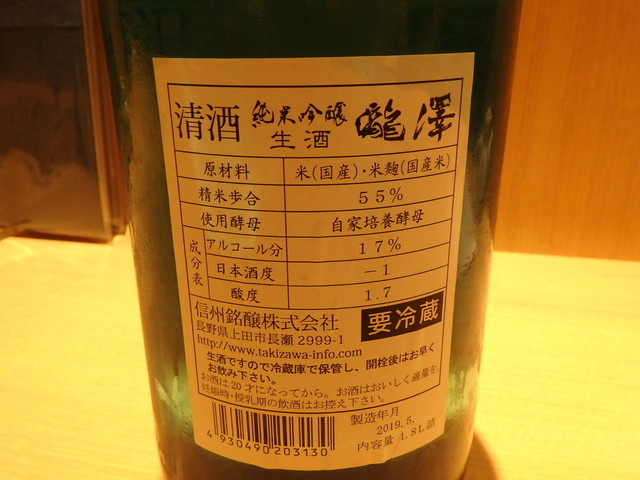 清酒 純米吟醸 生酒 瀧澤
原材料 米(国産)・米麹(国産米)
精米歩合 55%
使用酵母 自家培養酵母
成分表
アルコール分 17%
日本酒度 -1
酸度 1.7
信州銘醸株式会社
長野県上田市長瀬2999-1
http://www.takizawa-info.com
要冷蔵
生酒ですので冷蔵庫で保管し、開栓後はお早く
お飲み下さい。
お酒は20才になってから。お酒はおいしく適量を。
妊娠時・授乳期の飲酒はお控え下さい。
4930490203130
製造年月
2019.5.
内容量1.8L詰